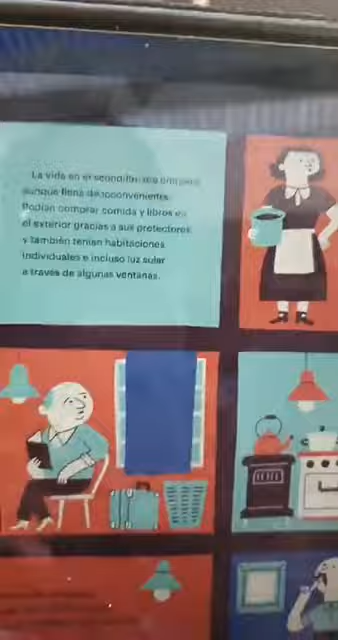 La vida en el escondite era
aunque llena de inconvenientes.
Podían comprar comida y libros en
el exterior gracias a sus protectores
y también tenían habitaciones
individuales e incluso luz solar
a través de algunas ventanas.